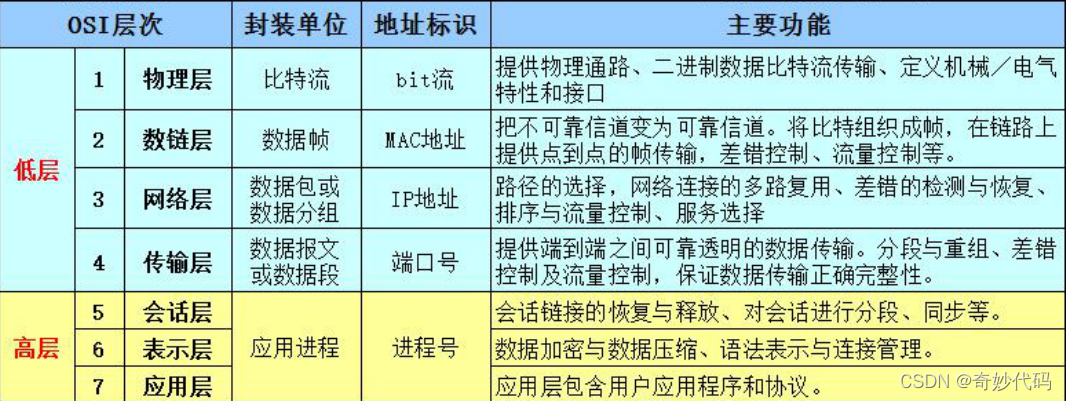 OSI层次 封装单位 地址标识 主要功能
低层
1 物理层 比特流 bit流
提供物理通路、二进制数据比特流传输、定义机械／电气
特性和接口
2 数链层 数据帧 MAC地址
把不可靠信道变为可靠信道。将比特组织成帧，在链路上
提供点到点的帧传输，差错控制、流量控制等。
3 网络层
数据包或
数据分组
IP地址
路径的选择，网络连接的多路复用、差错的检测与恢复、
排序与流量控制、服务选择
4 传输层
数据报文
或数据段
端口号
提供端到端之间可靠透明的数据传输。分段与重组、差错
控制及流量控制，保证数据传输正确完整性。
高层
5 会话层
会话链接的恢复与释放、对会话进行分段、同步等。
6 表示层 应用进程 进程号
数据加密与数据压缩、语法表示与连接管理。
7 应用层
应用层包含用户应用程序和协议。
CSDN @奇妙代码